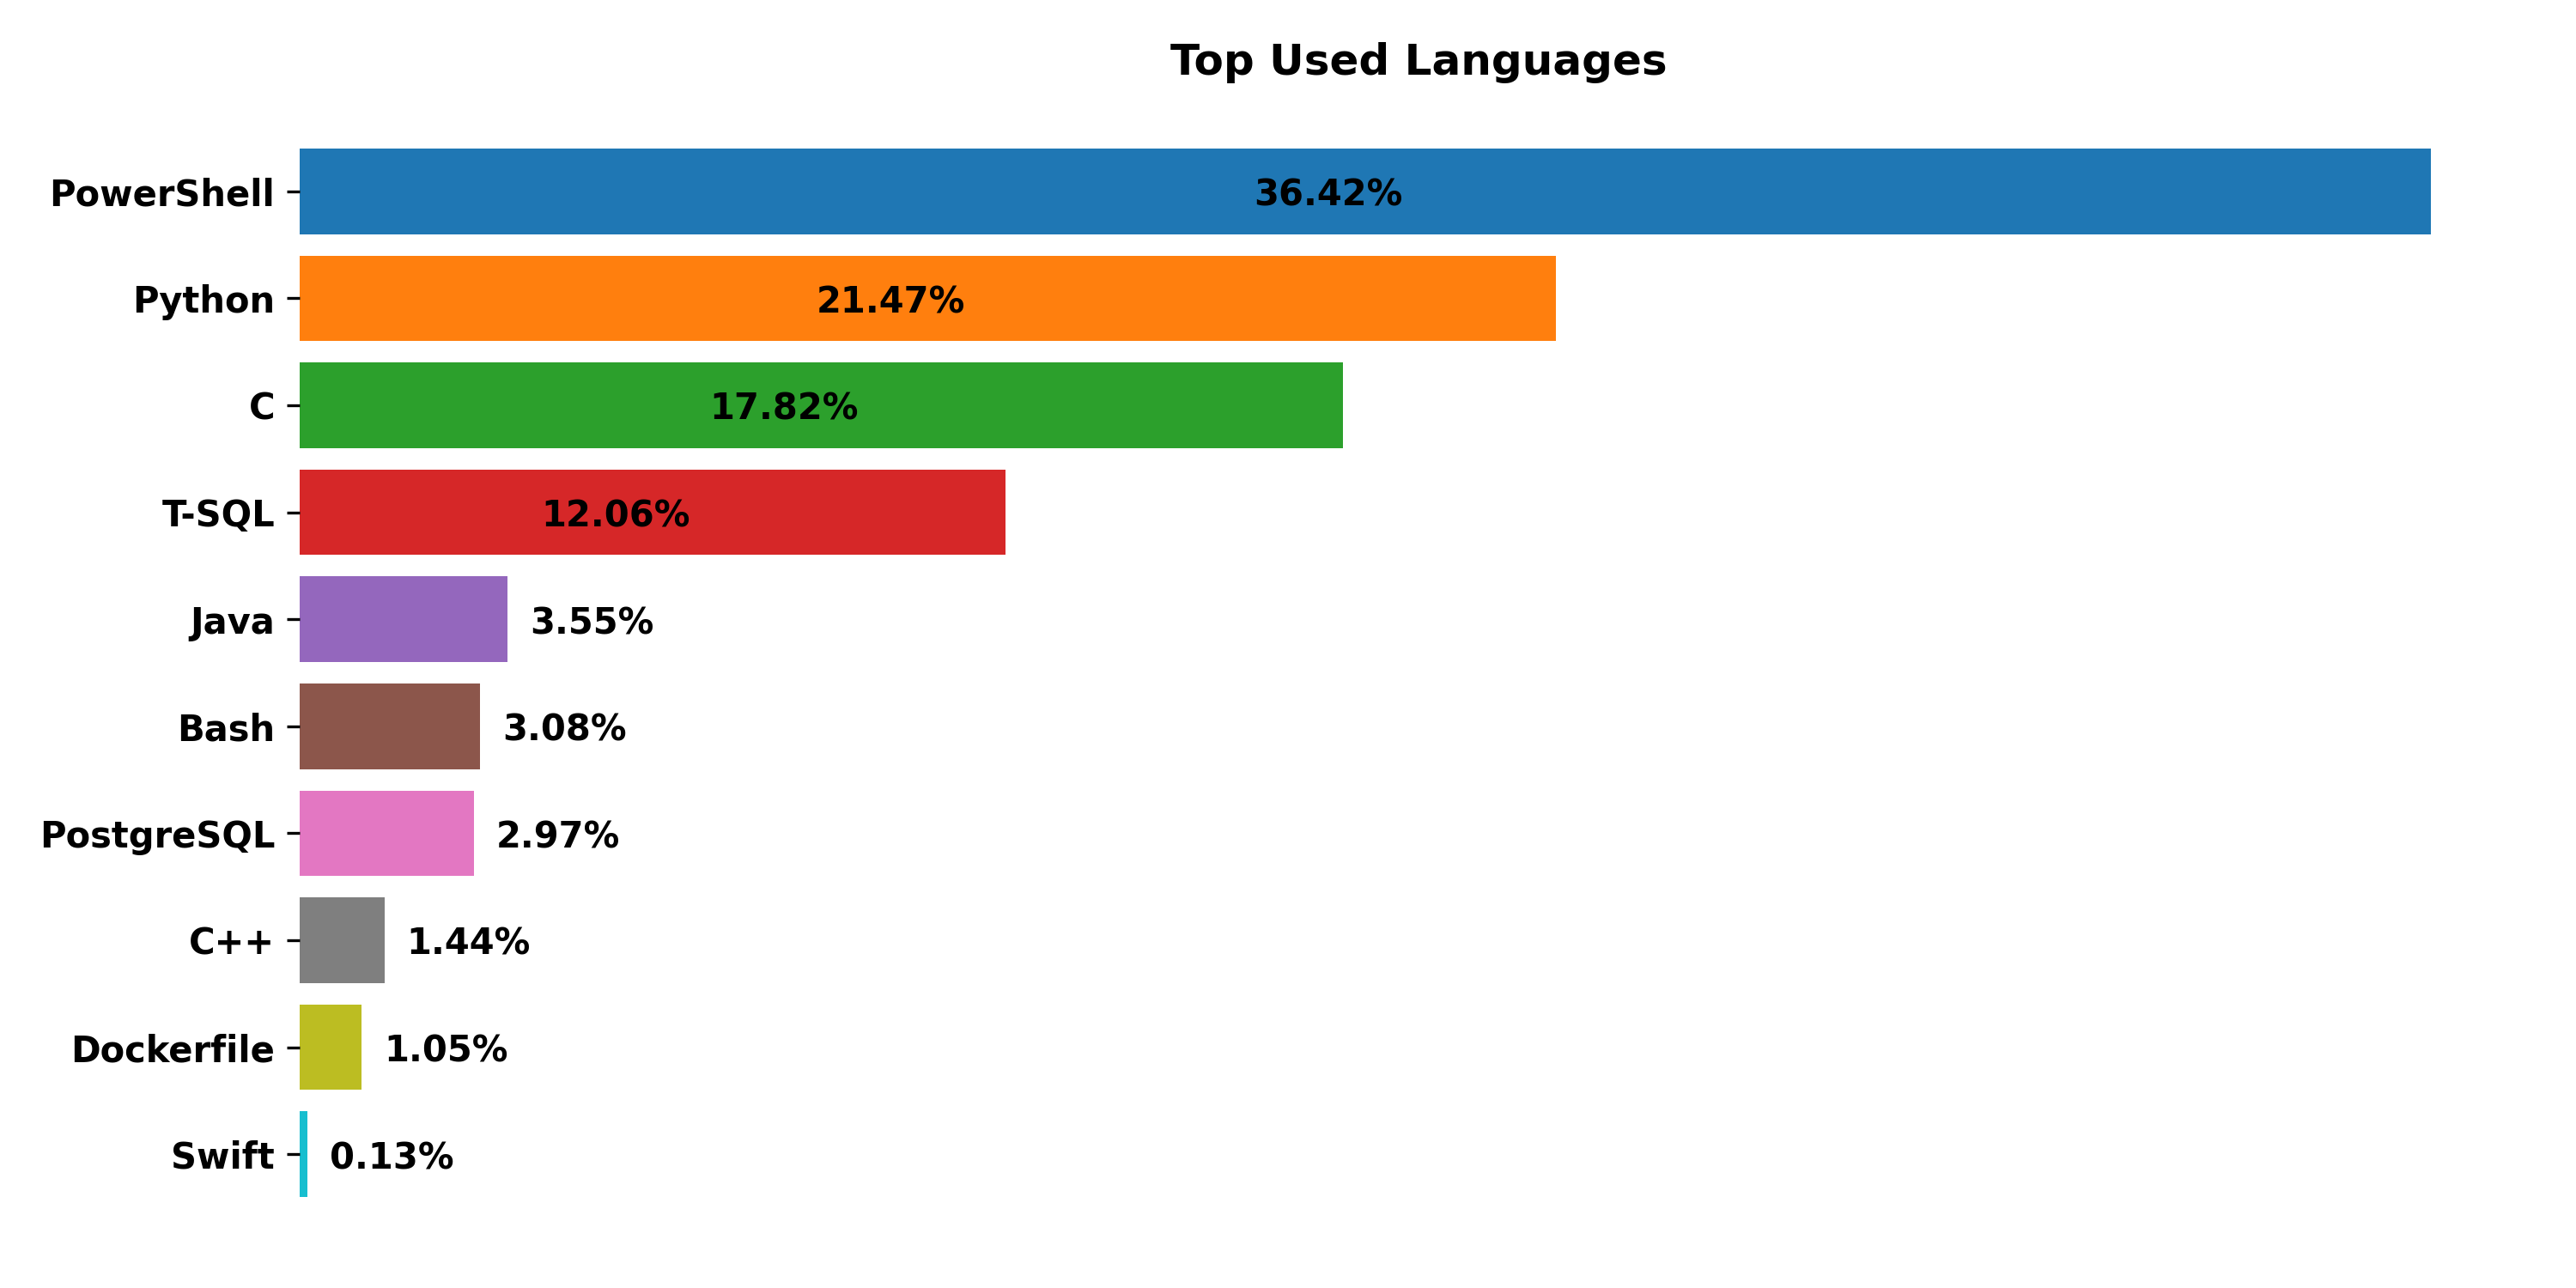 Top Used Languages
PowerShell 36.42%
Python 21.47%
C 17.82%
T-SQL 12.06%
Java 3.55%
Bash 3.08%
PostgreSQL 2.97%
C++ 1.44%
Dockerfile 1.05%
Swift 0.13%